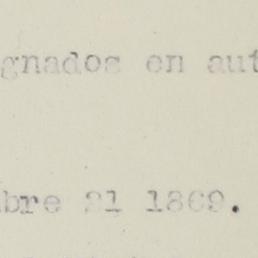 gnados en aut
bre 21 1869.